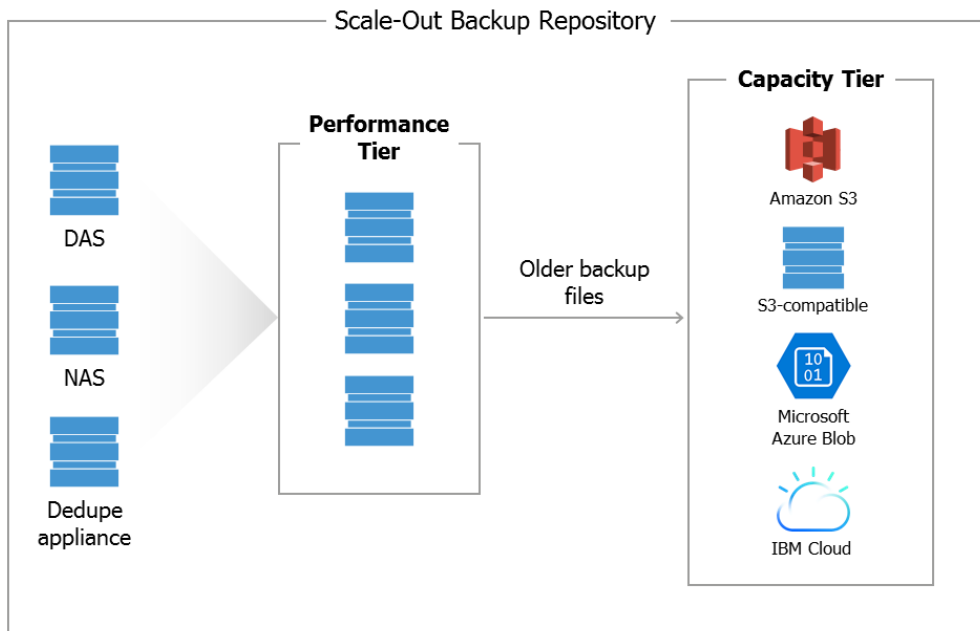 Scale-Out Backup Repository
DAS
NAS
Dedupe
appliance
Performance
Tier
Older backup
files
Capacity Tier
Amazon S3
S3-compatible
10
01
Microsoft
Azure Blob
IBM Cloud